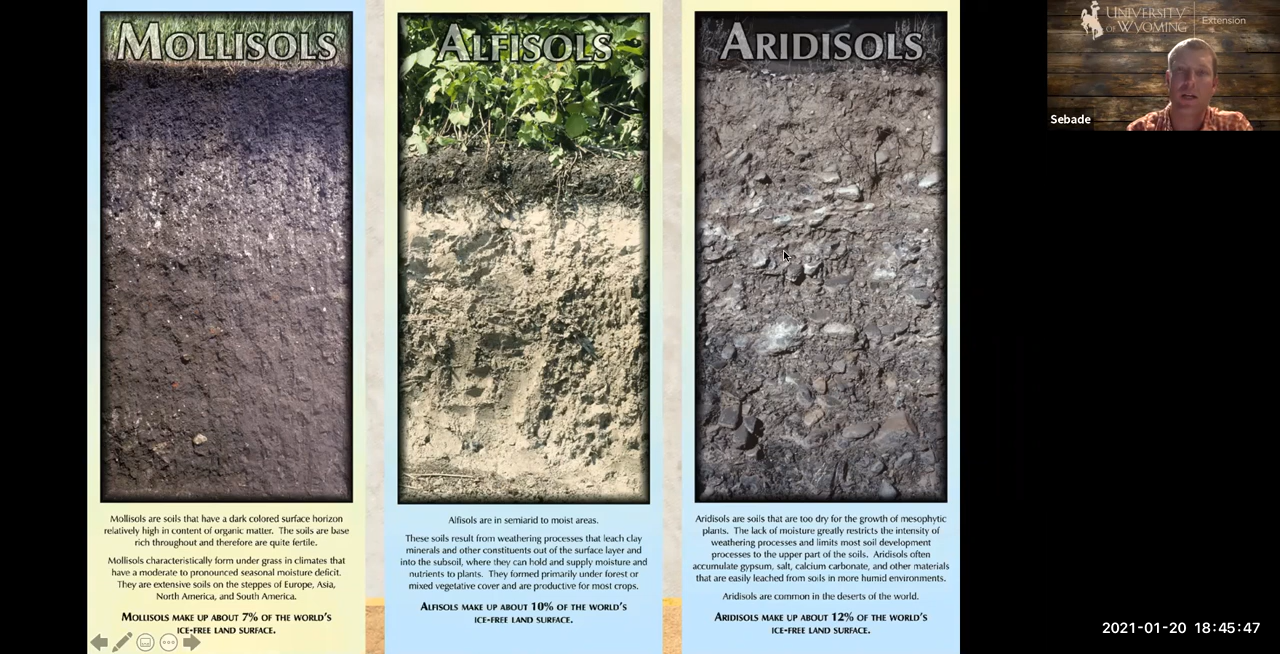 MOLLISOLS
Mollisols are soils that have a dark colored surface horizon
relatively high in content of organic matter. The soils are base
rich throughout and therefore are quite fertile.
Mollisols characteristically form under grass in climates that
have a moderate to pronounced seasonal moisture deficit.
They are extensive soils on the steppes of Europe, Asia,
North America, and South America.
MOLLISOLS MAKE UP ABOUT 7% OF THE WORLD'S
ICE-FREE LAND SURFACE.
ALFISOLS
Alfisols are in semiarid to moist areas.
These soils result from weathering processes that leach clay
minerals and other constituents out of the surface layer and
into the subsoil, where they can hold and supply moisture and
nutrients to plants. They formed primarily under forest or
mixed vegetative cover and are productive for most crops.
ALFISOLS MAKE UP ABOUT 10% OF THE WORLD'S
ICE-FREE LAND SURFACE.
ARIDISOLS
Aridisols are soils that are too dry for the growth of mesophytic
plants. The lack of moisture greatly restricts the intensity of
weathering processes and limits most soil development
processes to the upper part of the soils. Aridisols often
accumulate gypsum, salt, calcium carbonate, and other materials
that are easily leached from soils in more humid environments.
Aridisols are common in the deserts of the world.
ARIDISOLS MAKE UP ABOUT 12% OF THE WORLD'S
ICE-FREE LAND SURFACE.
UNIVERSITY
OF WYOMING
Extension
Sebade
2021-01-20 18:45:47